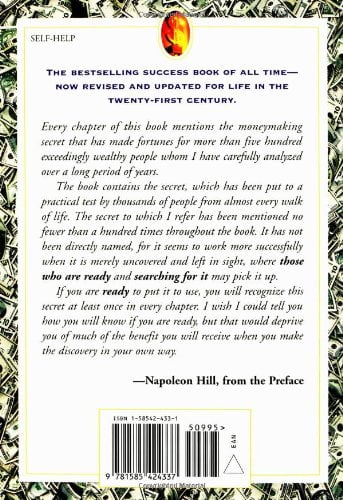 SELF-HELP
THE BESTSELLING SUCCESS BOOK OF ALL TIME—
NOW REVISED AND UPDATED FOR LIFE IN THE
TWENTY-FIRST CENTURY.
Every chapter of this book mentions the moneymaking
secret that has made fortunes for more than five hundred
exceedingly wealthy people whom I have carefully analyzed
over a long period of years.
The book contains the secret, which has been put to a
practical test by thousands of people from almost every walk
of life. The secret to which I refer has been mentioned no
fewer than a hundred times throughout the book. It has not
been directly named, for it seems to work more successfully
when it is merely uncovered and left in sight, where those
who are ready and searching for it may pick it up.
If you are ready to put it to use, you will recognize this
secret at least once in every chapter. I wish I could tell you
how you will know if you are ready, but that would deprive
you of much of the benefit you will receive when you make
the discovery in your own way.
—Napoleon Hill, from the Preface
ISBN 1-58542-433-1
50995>
9 781585 424337
EAN